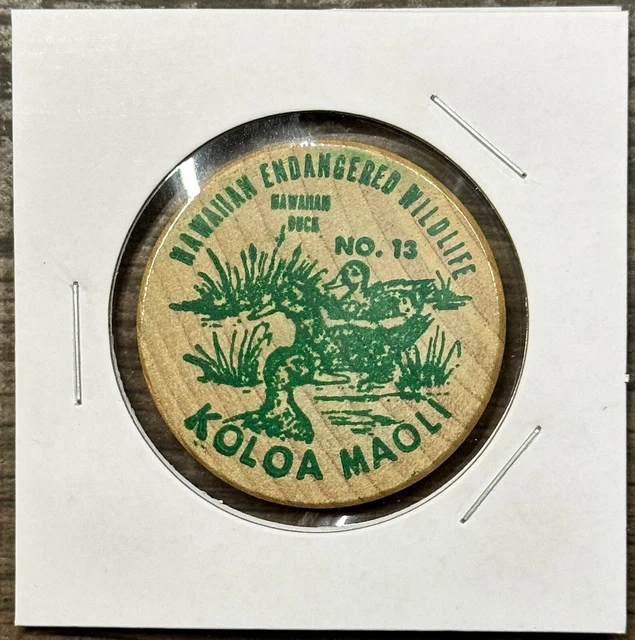 HAWAIIAN ENDANGERED WILDLIFE
HAWAIIAN
DUCK
NO. 13
KOLOA MAOLI